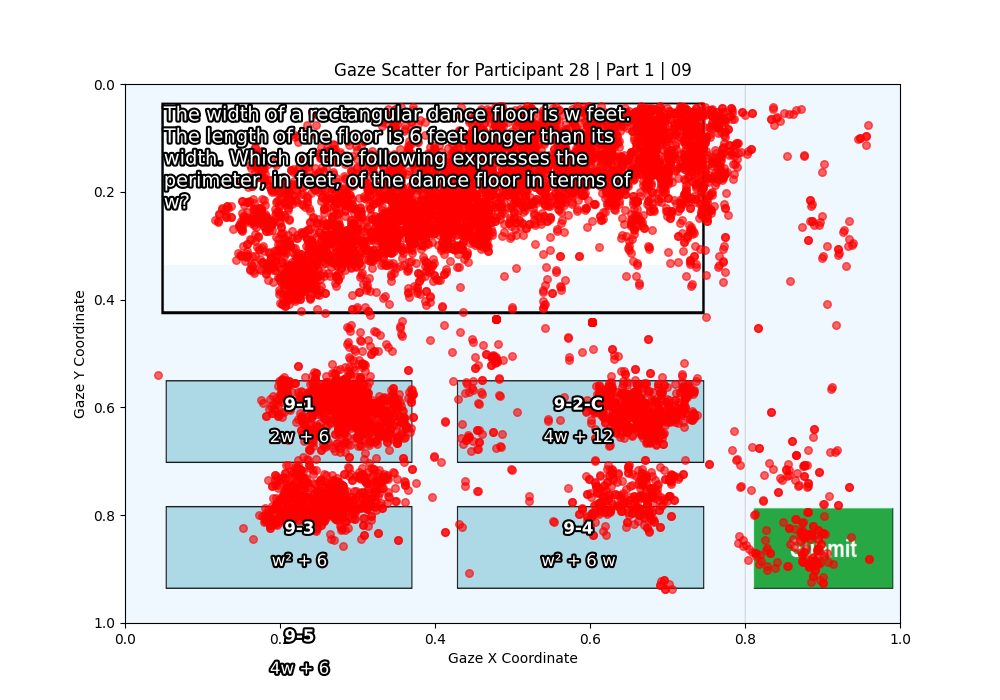 Gaze Scatter for Participant 28 | Part 1 | 09
The width of a rectangular dance floor is w feet.
The length of the floor is 6 feet longer than its
width. Which of the following expresses the
perimeter, in feet, of the dance floor in terms of
w?
9-1
2w + 6
9-2-C
4w + 12
9-3
w² + 6
9-4
w² + 6 w
9-5
4w + 6
Submit
Gaze Y Coordinate
0.0
0.2
0.4
0.6
0.8
1.0
0.0
0.2
0.4
0.6
0.8
1.0
Gaze X Coordinate